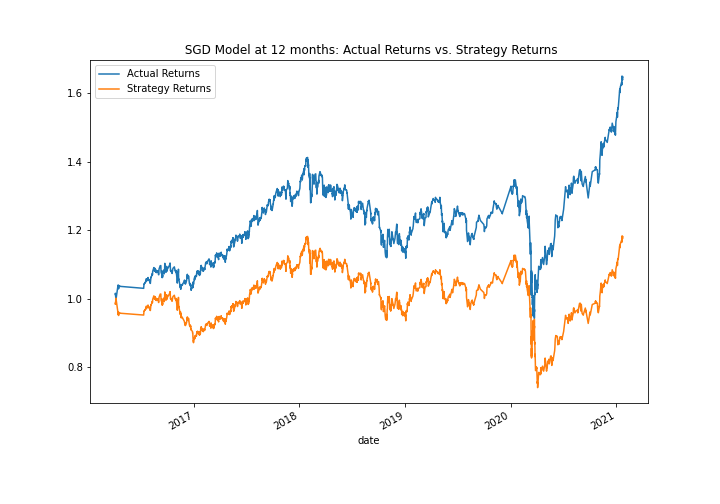 SGD Model at 12 months: Actual Returns vs. Strategy Returns
Actual Returns
Strategy Returns
1.6
1.4
1.2
1.0
0.8
2017
2018
2019
2020
2021
date